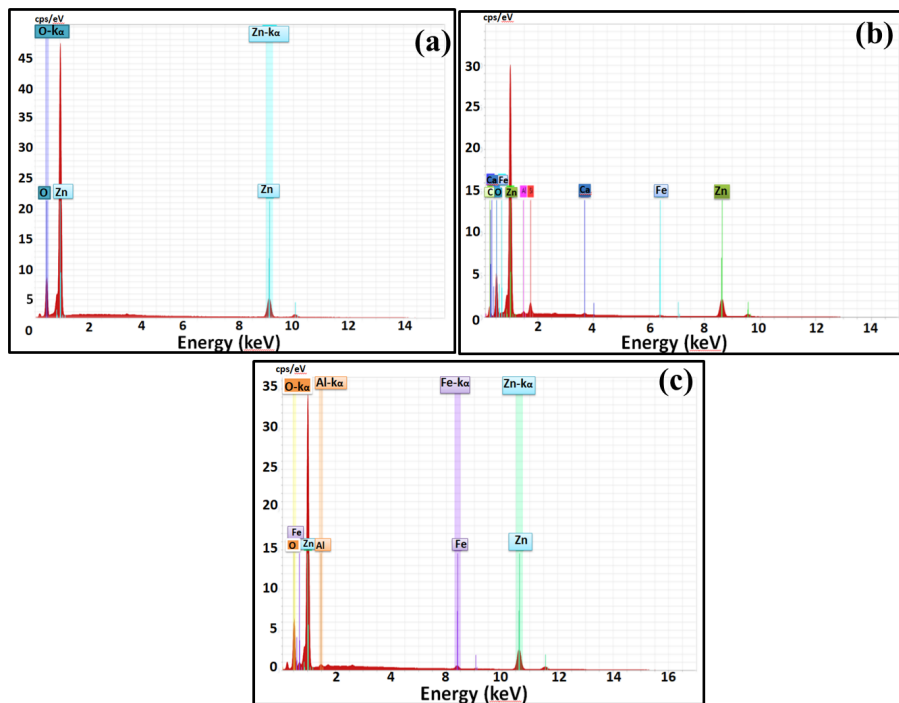 cps/eV
O-kα Zn-kα (a)
45
40
35
30
25
20
15
10
5
O Zn Zn
0 2 4 6 8 10 12 14
Energy (keV)
cps/eV
(b)
30
25
20
15
10
5
0
Ca Fe
C O Zn A S Ca Fe Zn
2 4 6 8 10 12 14
Energy (keV)
cps/eV
O-kα Al-kα Fe-kα Zn-kα (c)
35
30
25
20
15
10
5
0
Fe
O Zn Al Fe Zn
2 4 6 8 10 12 14 16
Energy (keV)